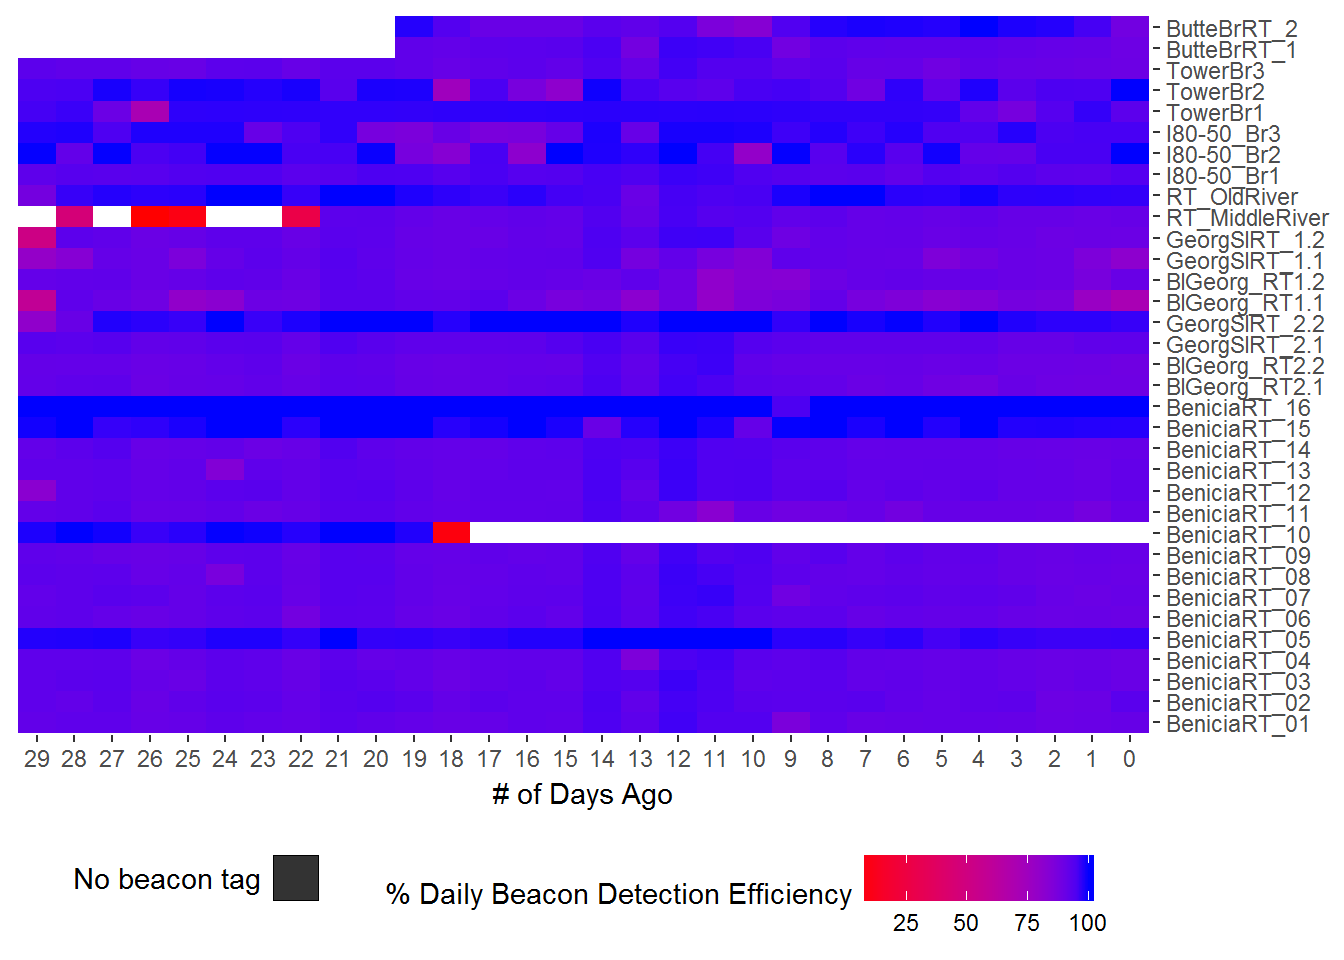 ButteBrRT_2
ButteBrRT_1
TowerBr3
TowerBr2
TowerBr1
I80-50_Br3
I80-50_Br2
I80-50_Br1
RT_OldRiver
RT_MiddleRiver
GeorgSlRT_1.2
GeorgSlRT_1.1
BlGeorg_RT1.2
BlGeorg_RT1.1
GeorgSlRT_2.2
GeorgSlRT_2.1
BlGeorg_RT2.2
BlGeorg_RT2.1
BeniciaRT_16
BeniciaRT_15
BeniciaRT_14
BeniciaRT_13
BeniciaRT_12
BeniciaRT_11
BeniciaRT_10
BeniciaRT_09
BeniciaRT_08
BeniciaRT_07
BeniciaRT_06
BeniciaRT_05
BeniciaRT_04
BeniciaRT_03
BeniciaRT_02
BeniciaRT_01
29 28 27 26 25 24 23 22 21 20 19 18 17 16 15 14 13 12 11 10 9 8 7 6 5 4 3 2 1 0
# of Days Ago
No beacon tag
% Daily Beacon Detection Efficiency
25 50 75 100